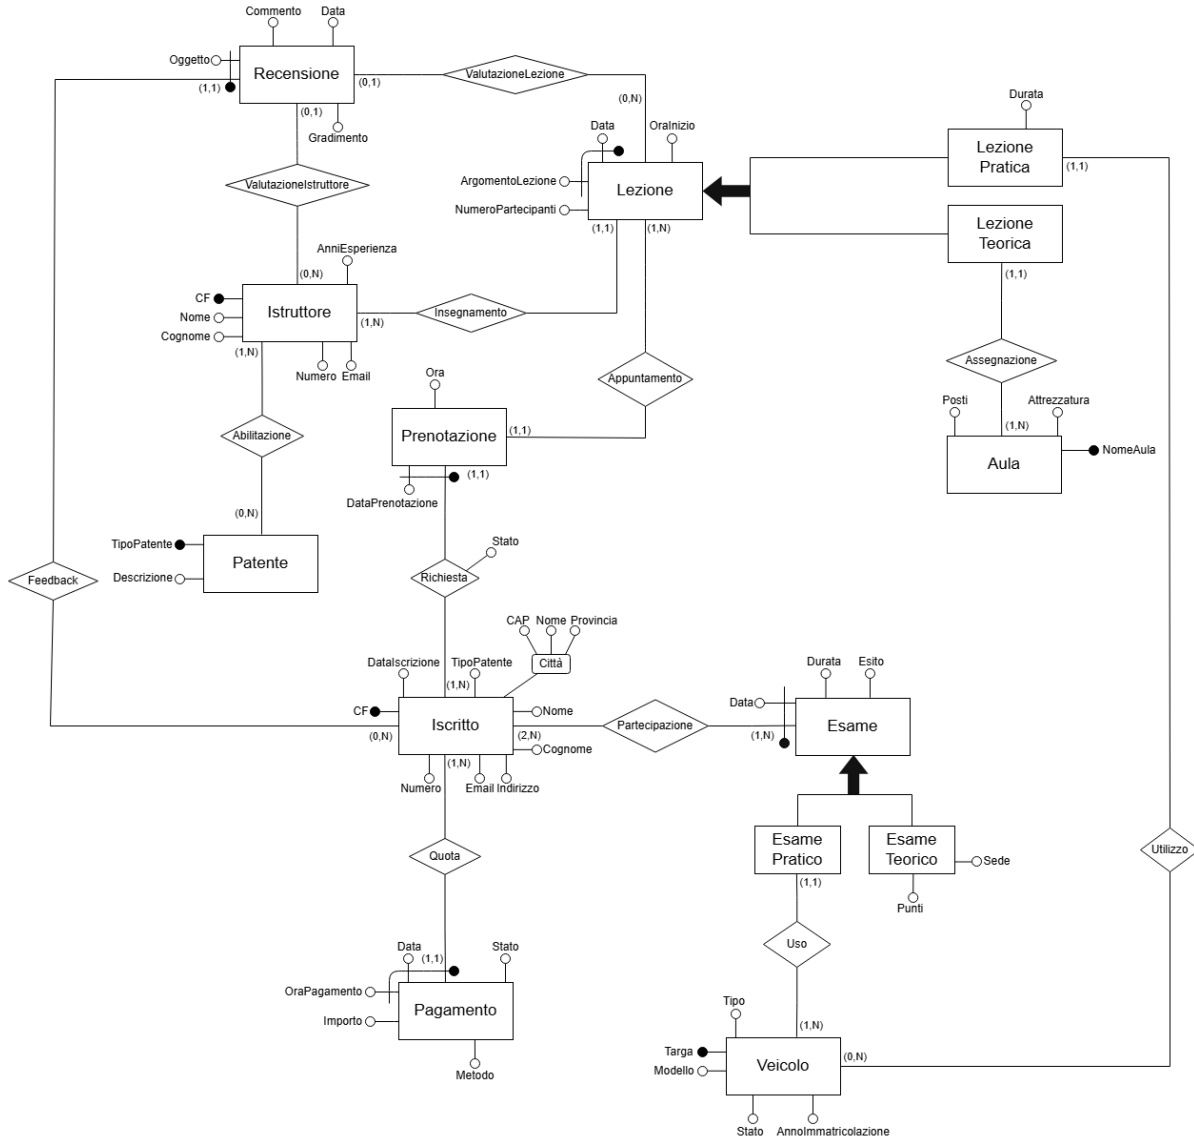 Commento
Data
Oggetto
Recensione
(1,1)
(0,1)
(0,1)
Gradimento
ValutazioneLezione
(0,N)
ValutazioneIstruttore
(0,N)
Data
OraInizio
ArgomentoLezione
Lezione
NumeroPartecipanti
(1,1)
(1,N)
Durata
Lezione
Pratica
(1,1)
Lezione
Teorica
(1,1)
AnniEsperienza
CF
Nome
Cognome
Istruttore
(1,N)
(1,N)
Numero
Email
Insegnamento
Appuntamento
Assegnazione
Posti
Attrezzatura
(1,N)
Aula
NomeAula
Ora
Prenotazione
(1,1)
(1,1)
DataPrenotazione
Abilitazione
(0,N)
TipoPatente
Patente
Descrizione
Feedback
Stato
Richiesta
CAP
Nome
Provincia
Città
DataIscrizione
TipoPatente
(1,N)
CF
Iscritto
Nome
Cognome
(0,N)
(2,N)
(1,N)
Numero
Email
Indirizzo
Partecipazione
Durata
Esito
Data
Esame
(1,N)
Esame
Pratico
(1,1)
Esame
Teorico
Sede
Punti
Utilizzo
Quota
Uso
Data
(1,1)
Stato
OraPagamento
Pagamento
Importo
Metodo
Tipo
(1,N)
Targa
Modello
Veicolo
(0,N)
Stato
AnnoImmatricolazione